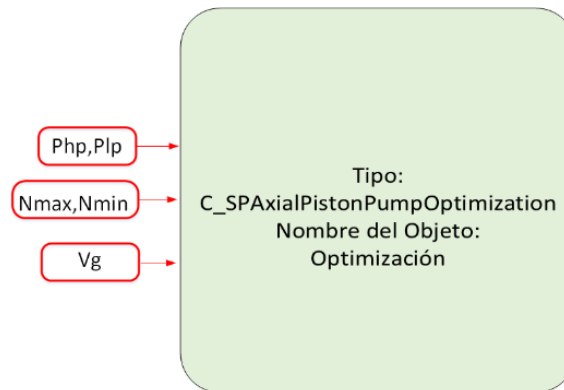 Php,Plp
Nmax,Nmin
Vg
Tipo:
C_SPAxialPistonPumpOptimization
Nombre del Objeto:
Optimización